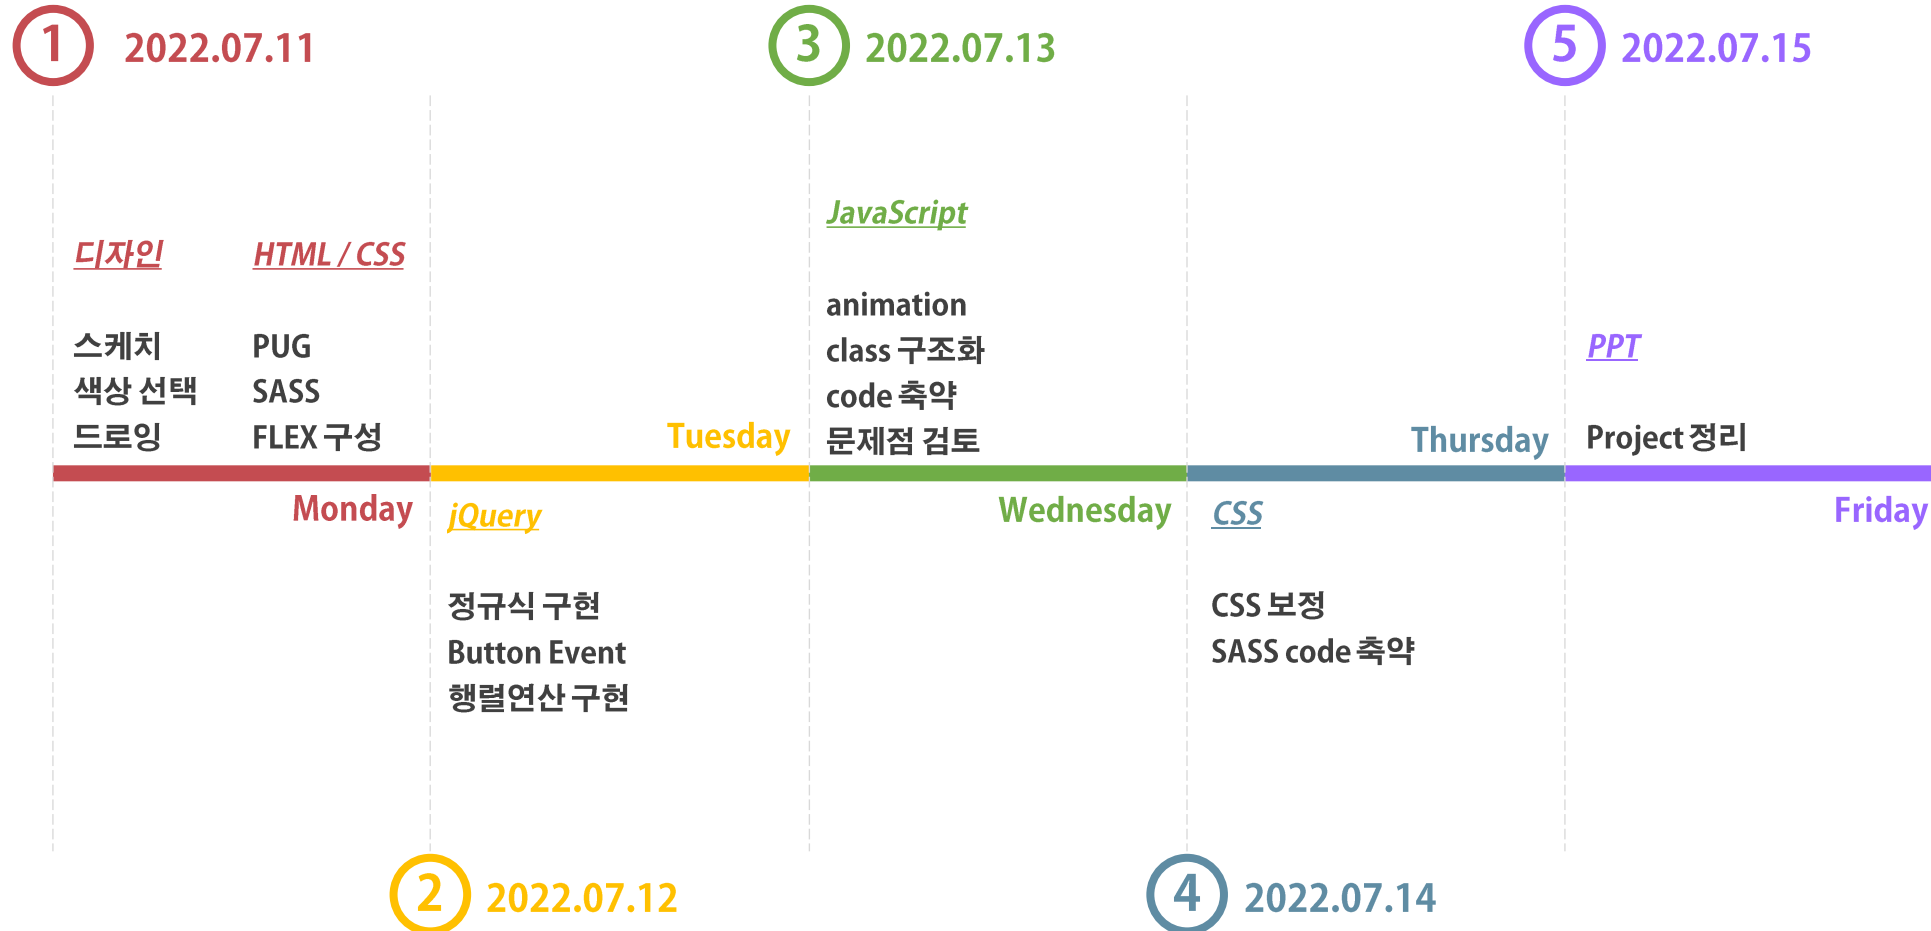 1 2022.07.11
디자인
스케치
색상 선택
드로잉
HTML / CSS
PUG
SASS
FLEX 구성
Monday
2 2022.07.12
Tuesday
jQuery
정규식 구현
Button Event
행렬연산 구현
3 2022.07.13
JavaScript
animation
class 구조화
code 축약
문제점 검토
Wednesday
4 2022.07.14
Thursday
CSS
CSS 보정
SASS code 축약
5 2022.07.15
PPT
Project 정리
Friday